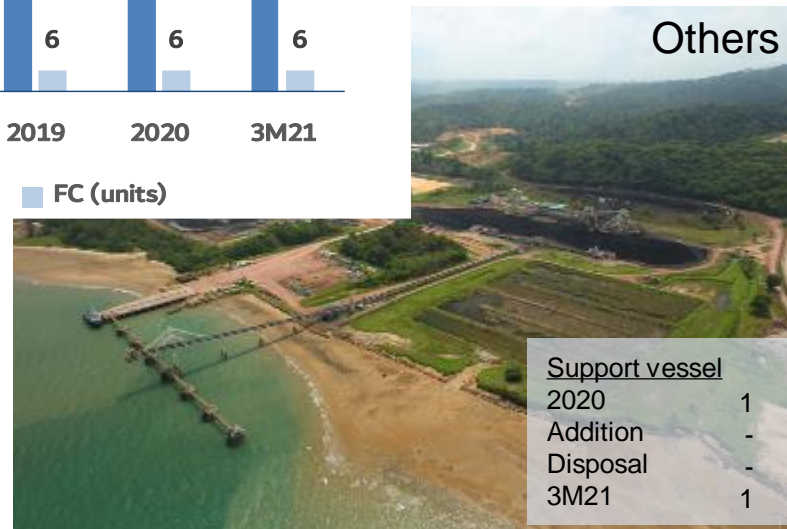 Others
6 6 6
2019 2020 3M21
FC (units)
Support vessel
2020 1
Addition -
Disposal -
3M21 1